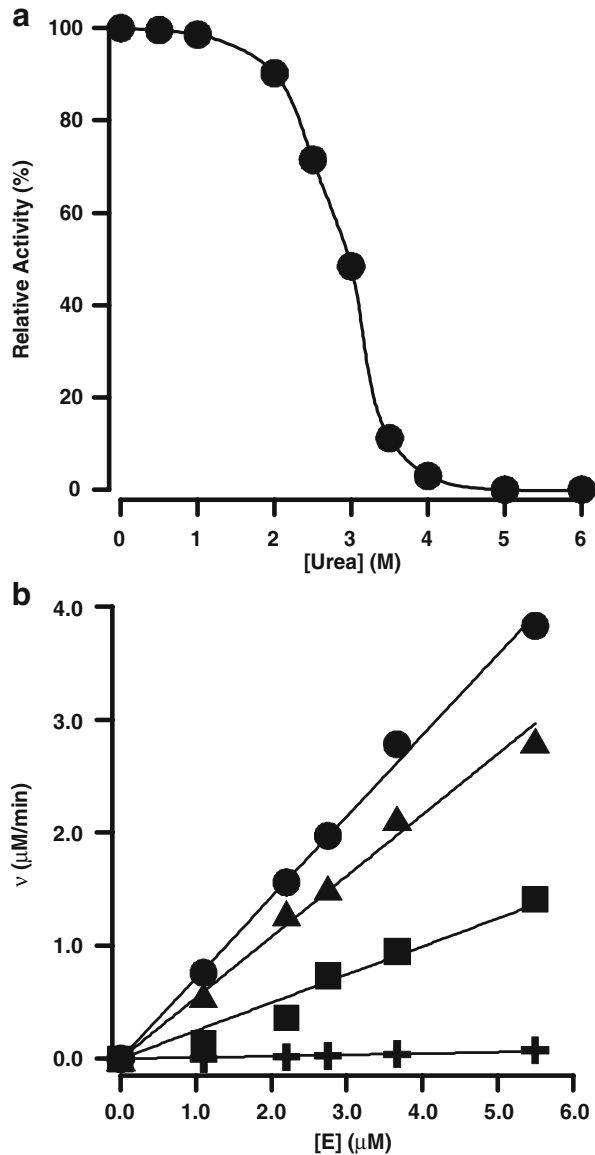 a
100
80
60
40
20
0
Relative Activity (%)
0 1 2 3 4 5 6
[Urea] (M)
b
4.0
3.0
2.0
1.0
0.0
ν (μM/min)
0.0 1.0 2.0 3.0 4.0 5.0 6.0
[E] (μM)